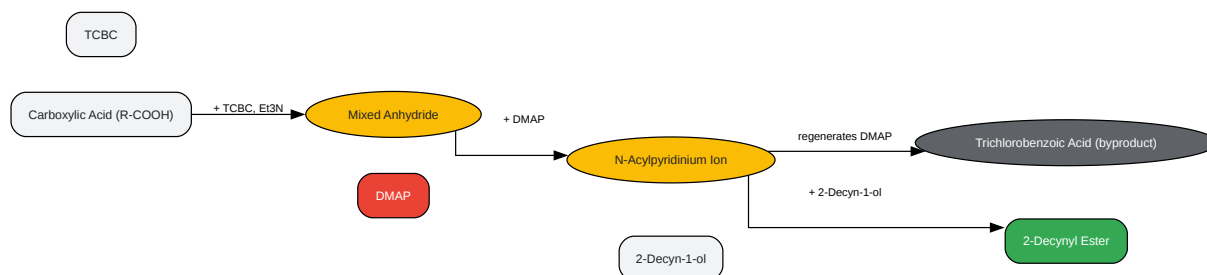 TCBC
Carboxylic Acid (R-COOH)
+ TCBC, Et3N
Mixed Anhydride
+ DMAP
DMAP
N-Acylpyridinium Ion
regenerates DMAP
Trichlorobenzoic Acid (byproduct)
+ 2-Decyn-1-ol
2-Decyn-1-ol
2-Decynyl Ester